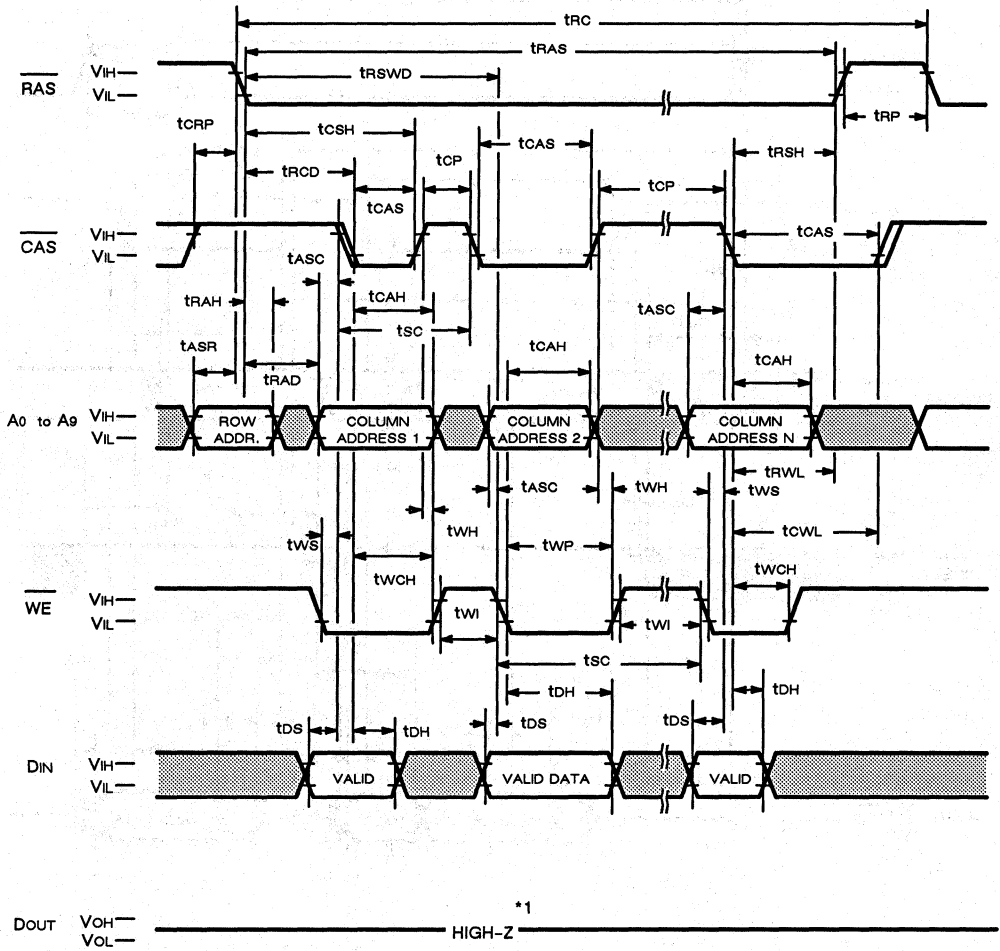 tRC
tRAS
tRSWD
RAS
VIH
VIL
tCRP
tCSH
tCAS
tRP
tRSH
tCP
tRCD
tCP
tCAS
CAS
VIH
VIL
tCAS
tASC
tRAH
tCAH
tASC
tSC
tASR
tCAH
tCAH
tRAD
A0 to A9
VIH
VIL
ROW ADDR.
COLUMN ADDRESS 1
COLUMN ADDRESS 2
COLUMN ADDRESS N
tRWL
tASC
tWH
tWS
tWH
tCWL
tWS
tWP
tWCH
tWCH
WE
VIH
VIL
tWI
tWI
tSC
tDH
tDH
tDS
tDH
tDS
tDS
DIN
VIH
VIL
VALID
VALID DATA
VALID
*1
DOUT
VOH
VOL
HIGH-Z